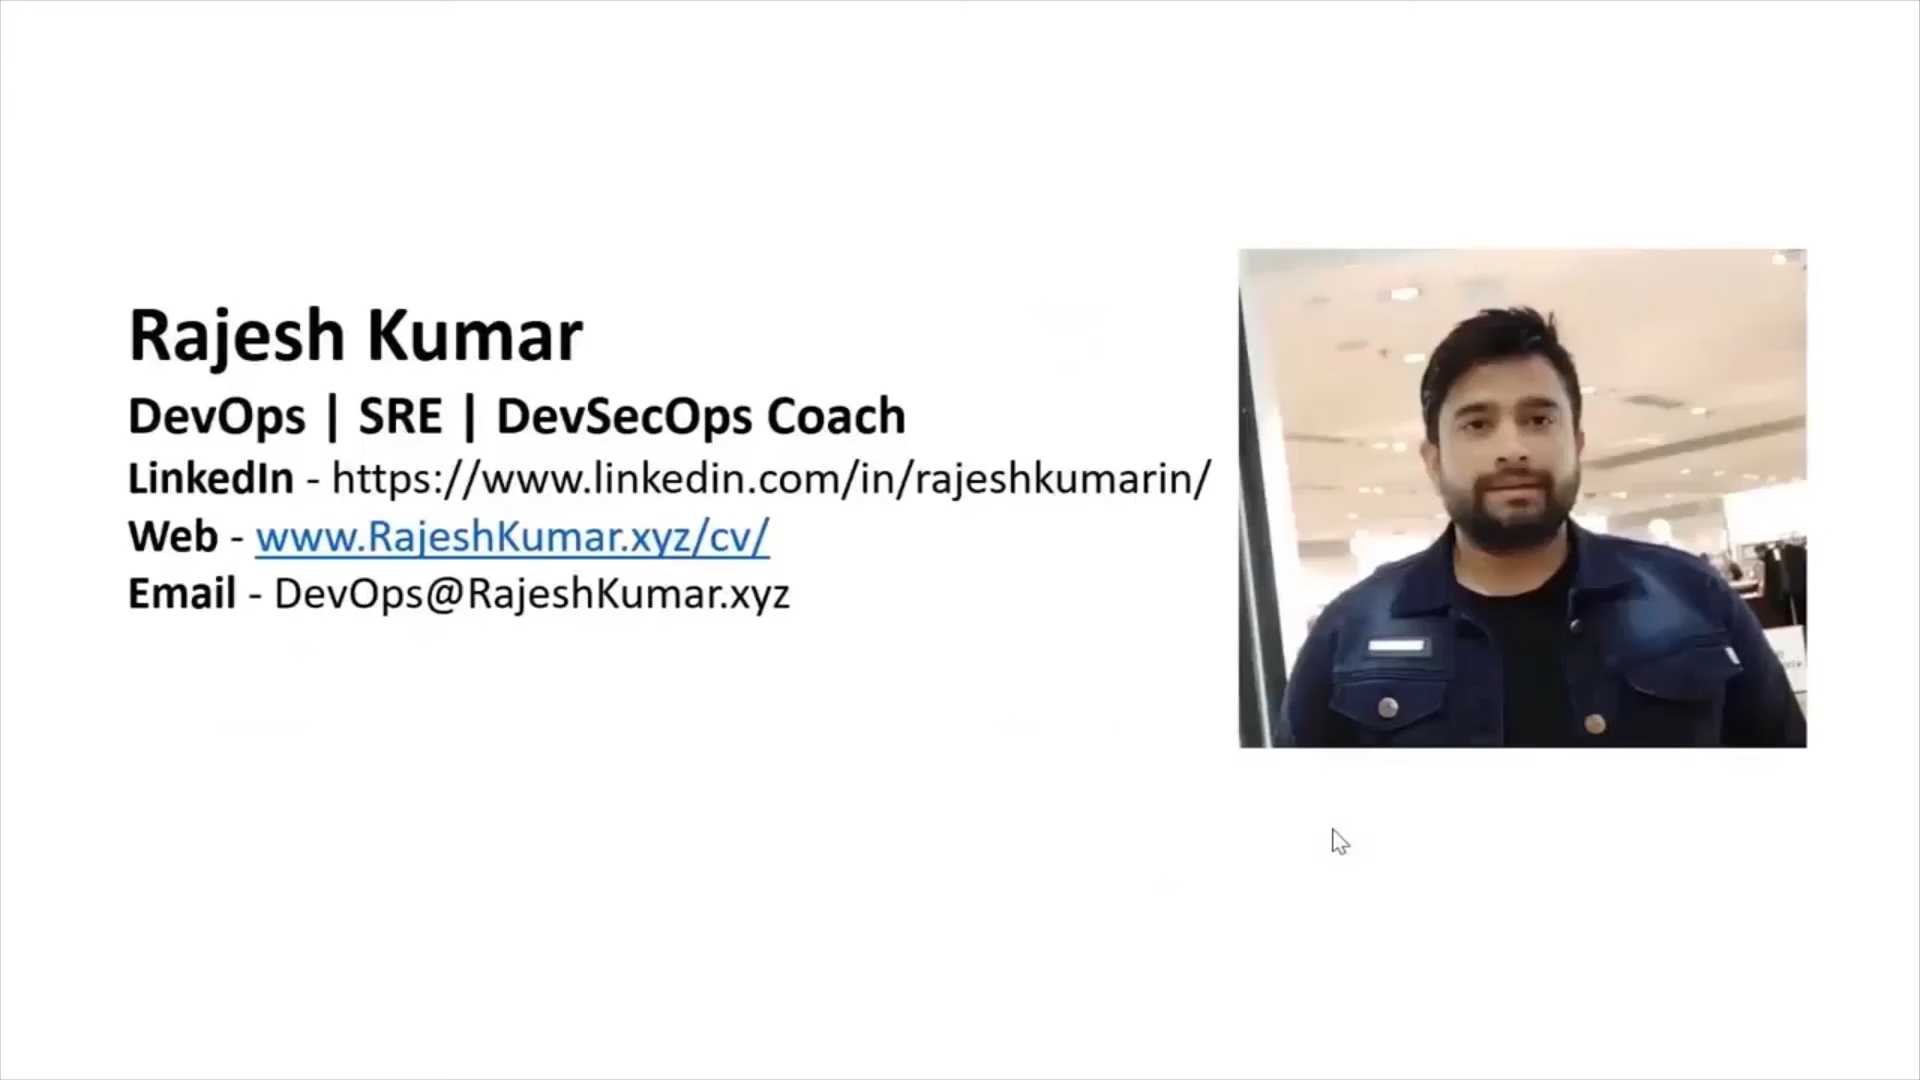 Rajesh Kumar
DevOps | SRE | DevSecOps Coach
LinkedIn - https://www.linkedin.com/in/rajeshkumarin/
Web - www.RajeshKumar.xyz/cv/
Email - DevOps@RajeshKumar.xyz